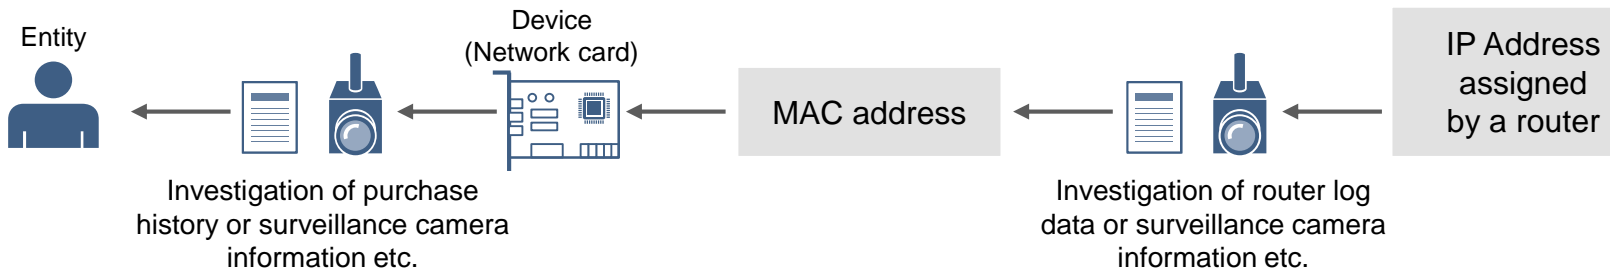 Entity
Device
(Network card)
MAC address
IP Address
assigned
by a router
Investigation of purchase
history or surveillance camera
information etc.
Investigation of router log
data or surveillance camera
information etc.